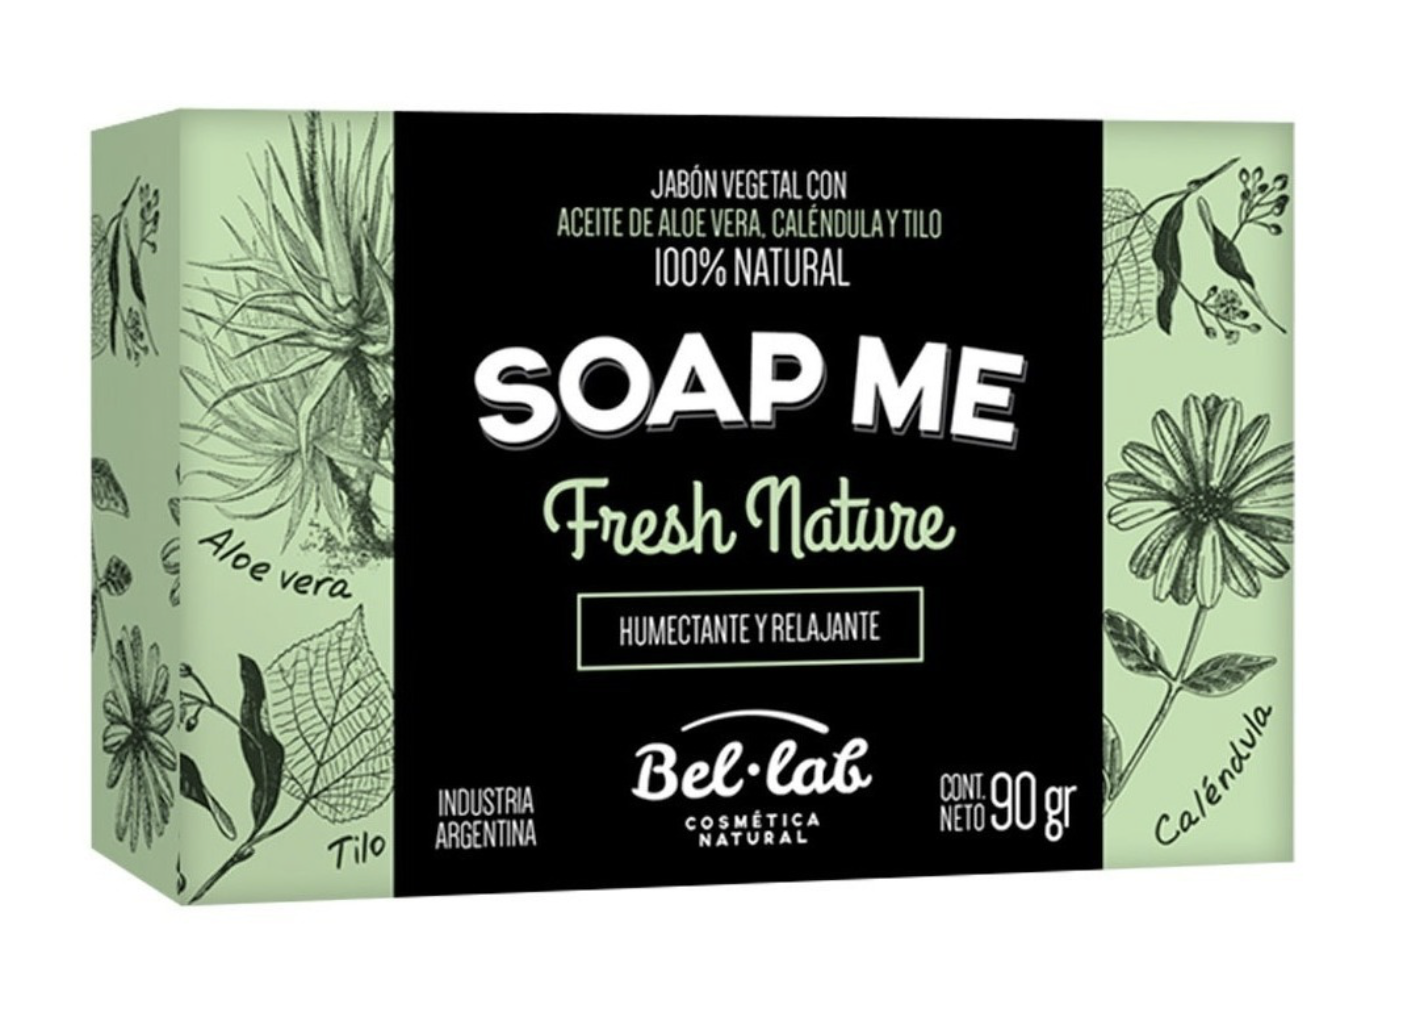 JABÓN VEGETAL CON
ACEITE DE ALOE VERA, CALÉNDULA Y TILO
100% NATURAL
SOAP ME
Fresh Nature
HUMECTANTE Y RELAJANTE
Bel·lab
COSMÉTICA
NATURAL
INDUSTRIA
ARGENTINA
CONT.
NETO 90 gr
Aloe vera
Tilo
Caléndula